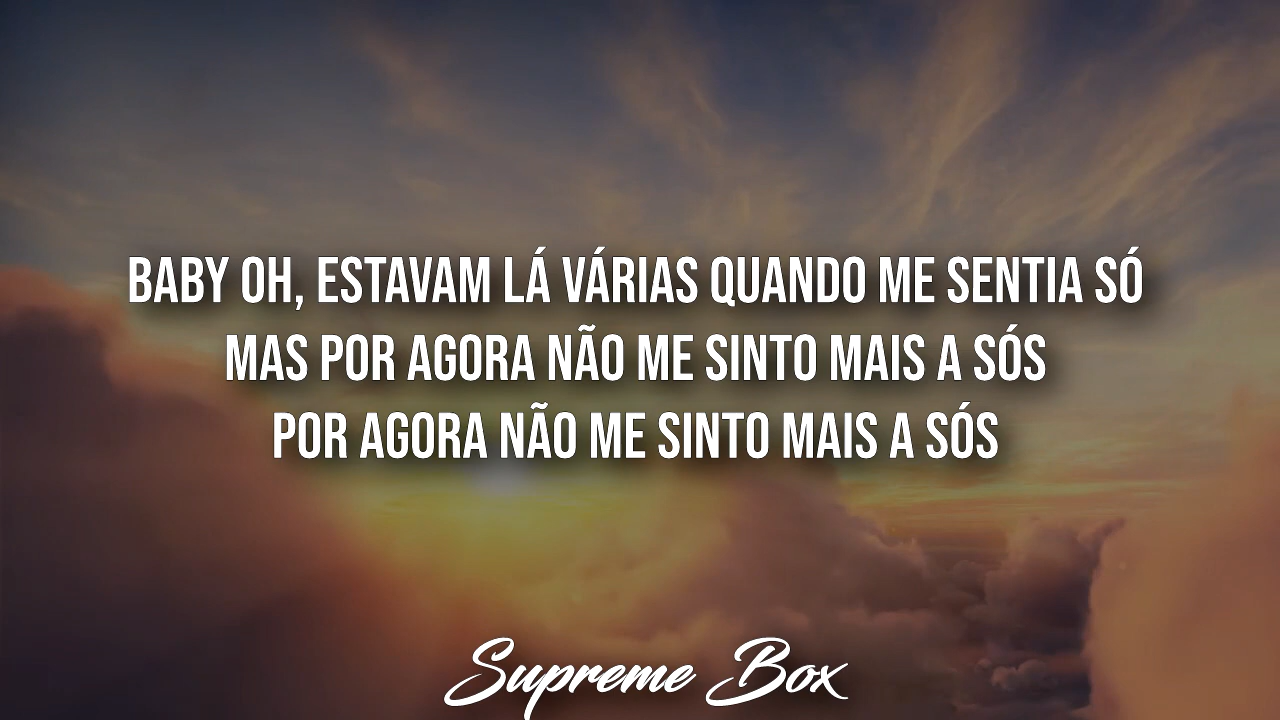 BABY OH, ESTAVAM LÁ VÁRIAS QUANDO ME SENTIA SÓ
MAS POR AGORA NÃO ME SINTO MAIS A SÓS
POR AGORA NÃO ME SINTO MAIS A SÓS
Supreme Box